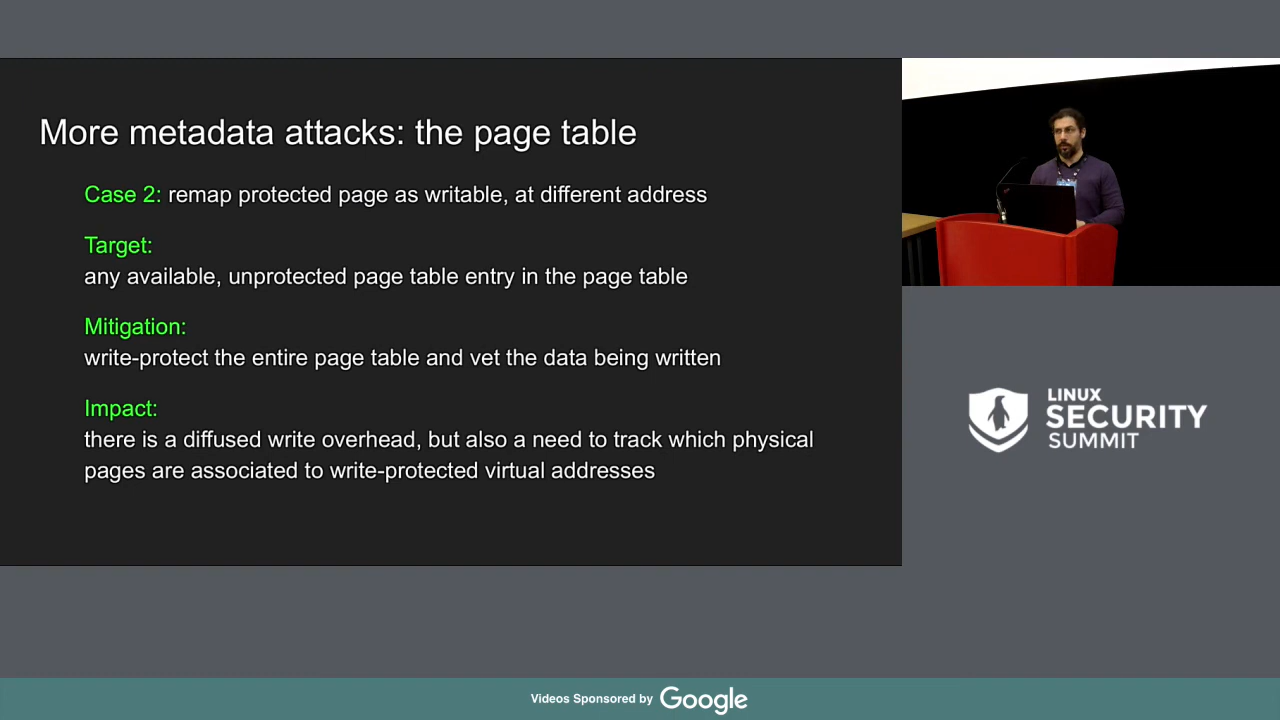 More metadata attacks: the page table
Case 2: remap protected page as writable, at different address
Target:
any available, unprotected page table entry in the page table
Mitigation:
write-protect the entire page table and vet the data being written
Impact:
there is a diffused write overhead, but also a need to track which physical
pages are associated to write-protected virtual addresses
LINUX
SECURITY
SUMMIT
Videos Sponsored by Google